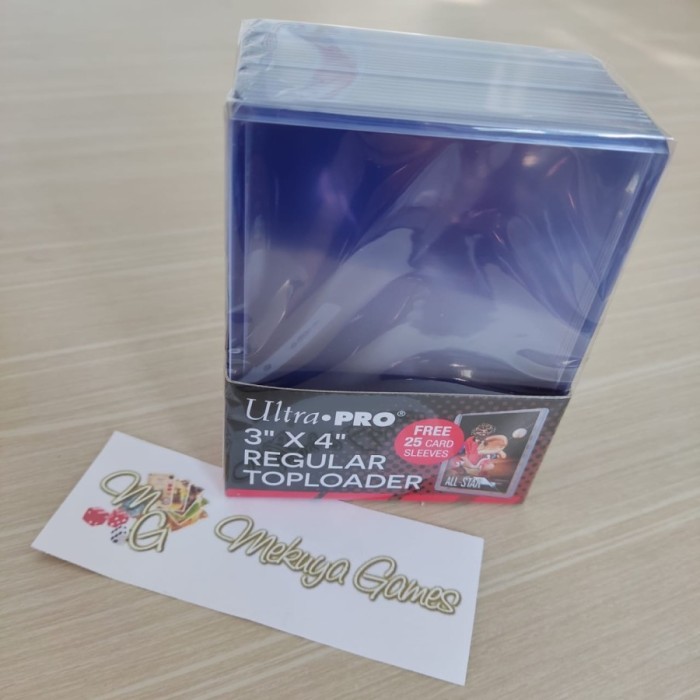 Ultra•PRO®
3" X 4"
REGULAR
TOPLOADER
FREE
25 CARD
SLEEVES
ALL-STAR
MG
Mekuya Games